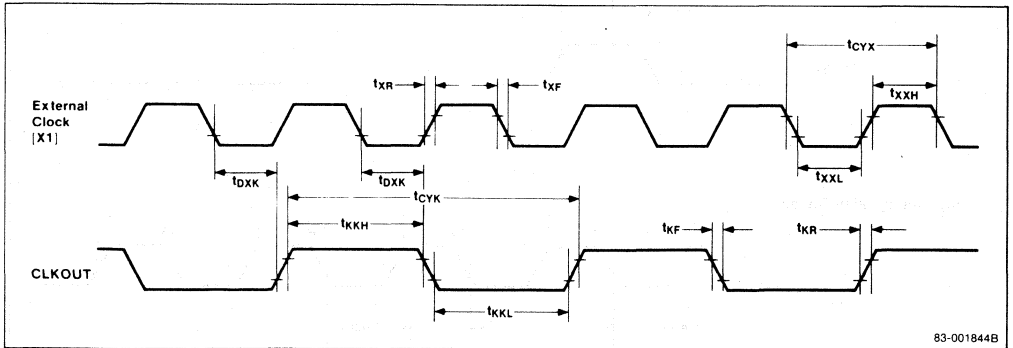 tCYX
tXR
tXF
tXXH
External
Clock
[X1]
tXXL
tDXK
tDXK
tCYK
tKKH
tKF
tKR
CLKOUT
tKKL
83-001844B